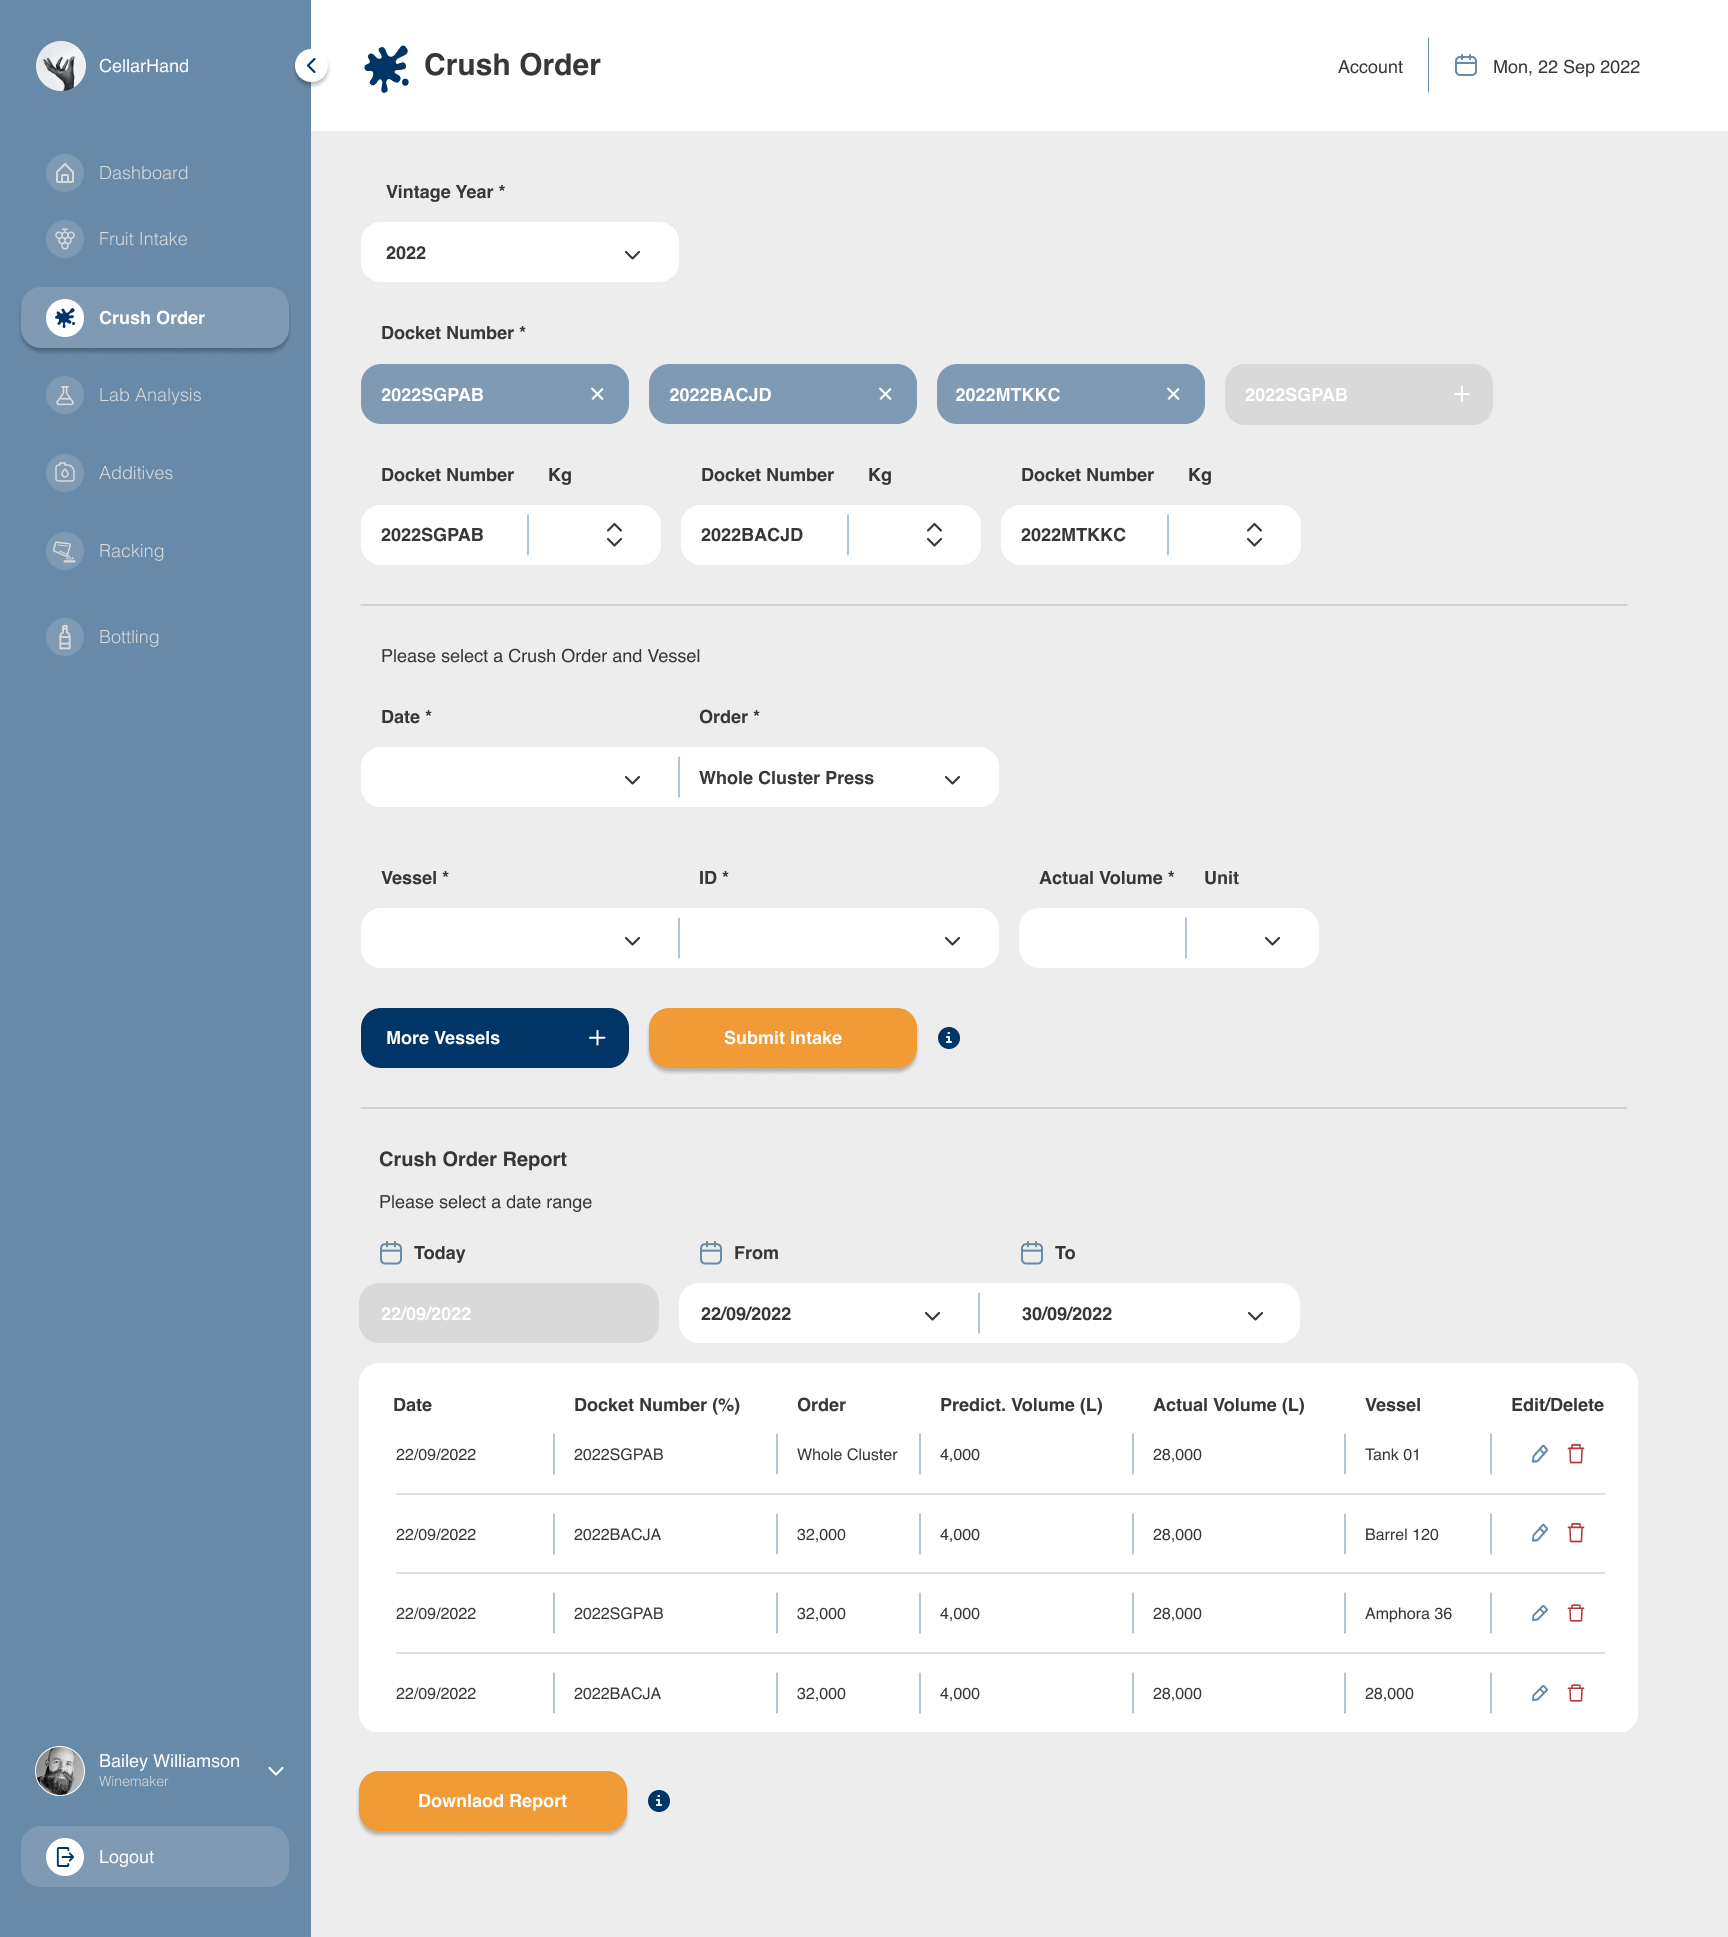 CellarHand
Dashboard
Fruit Intake
Crush Order
Lab Analysis
Additives
Racking
Bottling
Bailey Williamson
Winemaker
Logout
Crush Order
Account
Mon, 22 Sep 2022
Vintage Year *
2022
Docket Number *
2022SGPAB
2022BACJD
2022MTKKC
2022SGPAB
Docket Number Kg
Docket Number Kg
Docket Number Kg
2022SGPAB
2022BACJD
2022MTKKC
Please select a Crush Order and Vessel
Date * Order *
Whole Cluster Press
Vessel * ID * Actual Volume * Unit
More Vessels
Submit Intake
Crush Order Report
Please select a date range
Today From To
22/09/2022 22/09/2022 30/09/2022
Date Docket Number (%) Order Predict. Volume (L) Actual Volume (L) Vessel Edit/Delete
22/09/2022 2022SGPAB Whole Cluster 4,000 28,000 Tank 01
22/09/2022 2022BACJA 32,000 4,000 28,000 Barrel 120
22/09/2022 2022SGPAB 32,000 4,000 28,000 Amphora 36
22/09/2022 2022BACJA 32,000 4,000 28,000 28,000
Downlaod Report